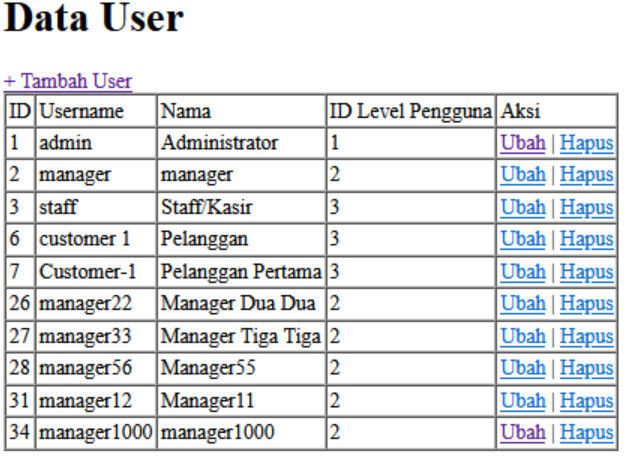 Data User
+ Tambah User
ID Username Nama ID Level Pengguna Aksi
1 admin Administrator 1 Ubah | Hapus
2 manager manager 2 Ubah | Hapus
3 staff Staff/Kasir 3 Ubah | Hapus
6 customer 1 Pelanggan 3 Ubah | Hapus
7 Customer-1 Pelanggan Pertama 3 Ubah | Hapus
26 manager22 Manager Dua Dua 2 Ubah | Hapus
27 manager33 Manager Tiga Tiga 2 Ubah | Hapus
28 manager56 Manager55 2 Ubah | Hapus
31 manager12 Manager11 2 Ubah | Hapus
34 manager1000 manager1000 2 Ubah | Hapus